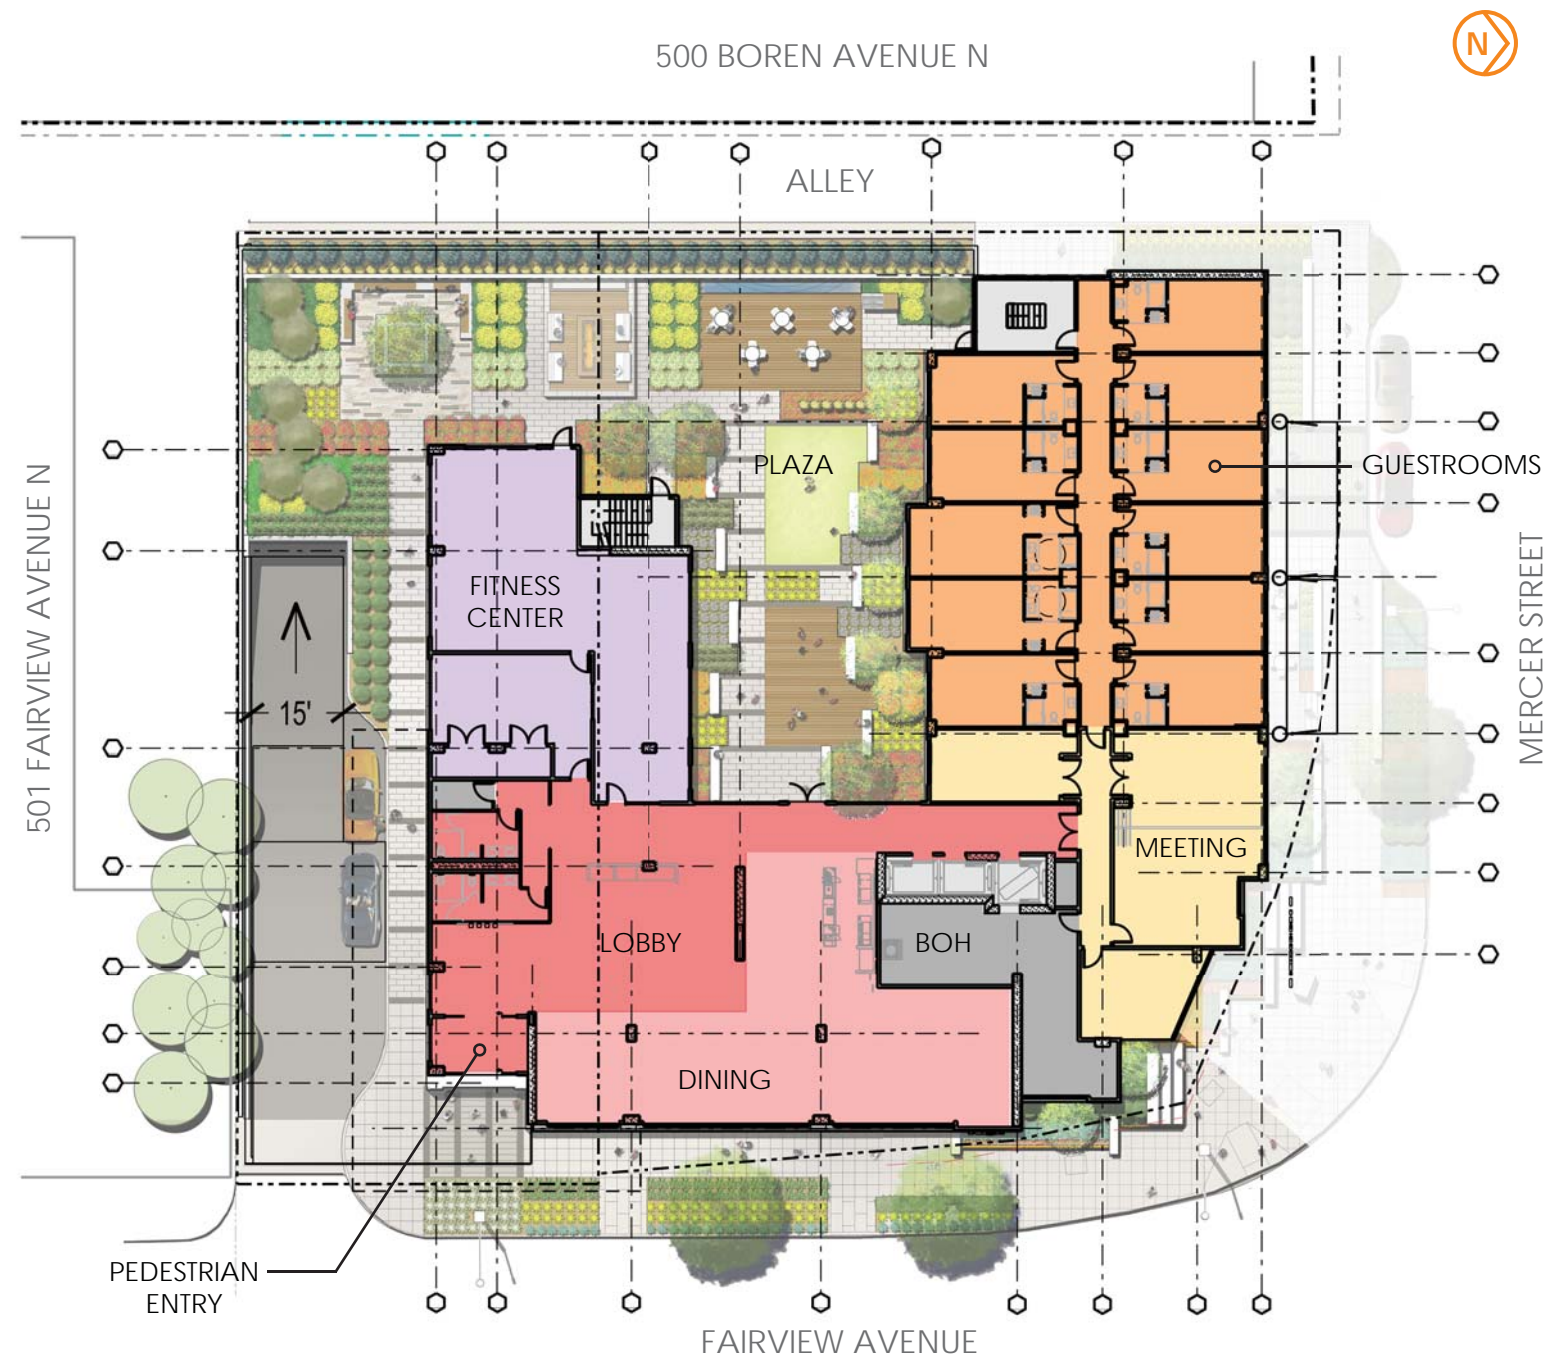 500 BOREN AVENUE N
N
ALLEY
PLAZA
GUESTROOMS
501 FAIRVIEW AVENUE N
FITNESS
CENTER
15'
MERCER STREET
MEETING
LOBBY
BOH
DINING
PEDESTRIAN
ENTRY
FAIRVIEW AVENUE